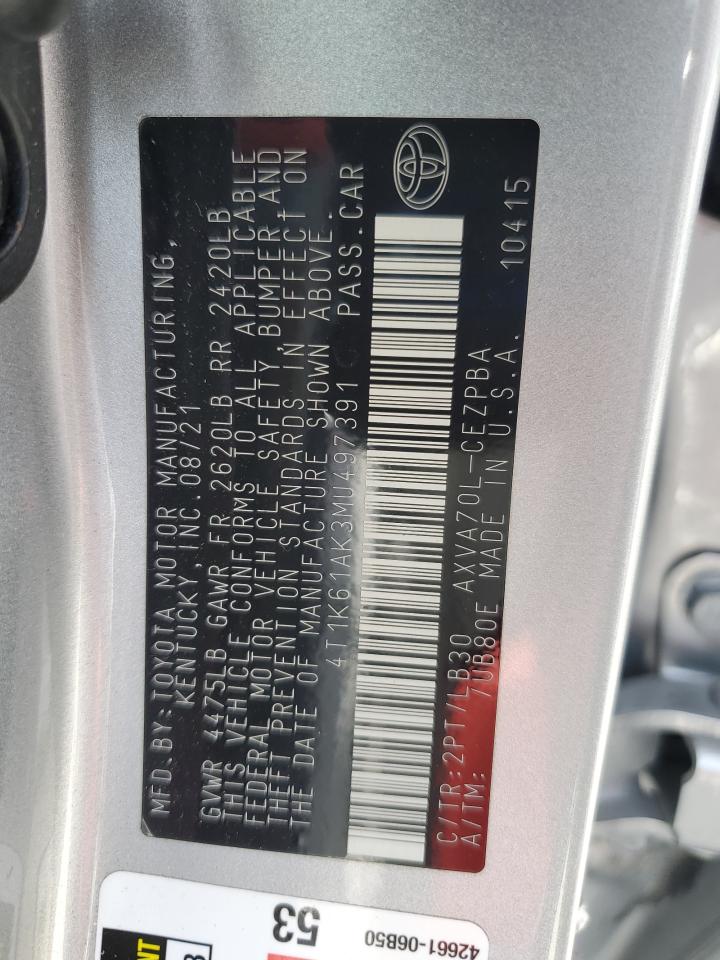 MFD.BY:TOYOTA MOTOR MANUFACTURING,
KENTUCKY, INC.08/21
GVWR 4475LB GAWR FR 2620LB RR 2420LB
THIS VEHICLE CONFORMS TO ALL APPLICABLE
FEDERAL MOTOR VEHICLE SAFETY,BUMPER,AND
THEFT PREVENTION STANDARDS IN EFFECT ON
THE DATE OF MANUFACTURE SHOWN ABOVE.
4T1K61AK3MU497391 PASS.CAR
C/TR:2PT/LB30 AXVA70L-CEZPBA
A/TM: /UB80E MADE IN U.S.A. 10415
53
42661-06B50